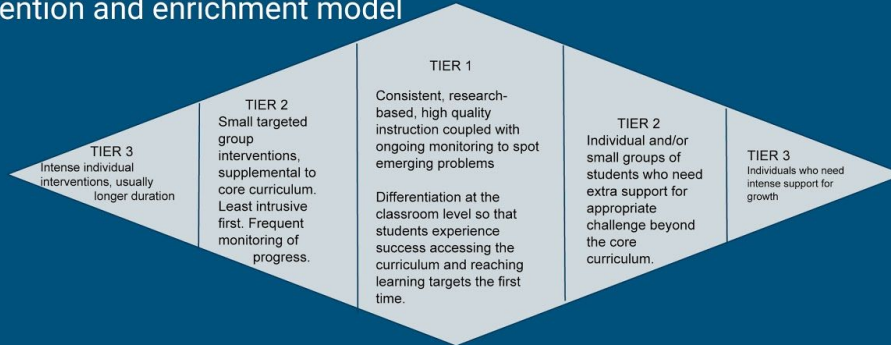 ention and enrichment model
TIER 3
Intense individual
interventions, usually
longer duration
TIER 2
Small targeted
group
interventions,
supplemental to
core curriculum.
Least intrusive
first. Frequent
monitoring of
progress.
TIER 1
Consistent, research-
based, high quality
instruction coupled with
ongoing monitoring to spot
emerging problems
Differentiation at the
classroom level so that
students experience
success accessing the
curriculum and reaching
learning targets the first
time.
TIER 2
Individual and/or
small groups of
students who need
extra support for
appropriate
challenge beyond
the core
curriculum.
TIER 3
Individuals who need
intense support for
growth